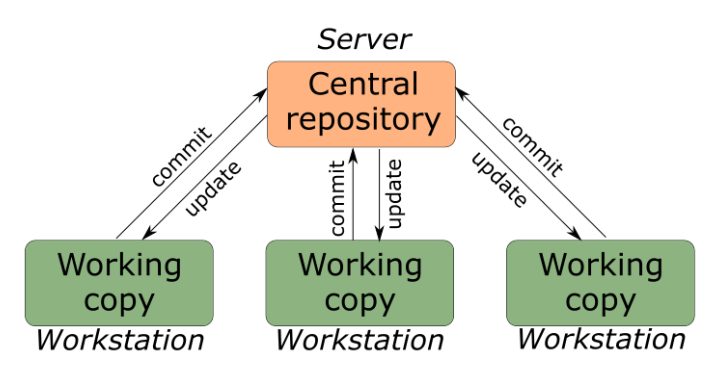 Server
Central
repository
commit
update
commit
update
commit
update
Working
copy
Workstation
Working
copy
Workstation
Working
copy
Workstation